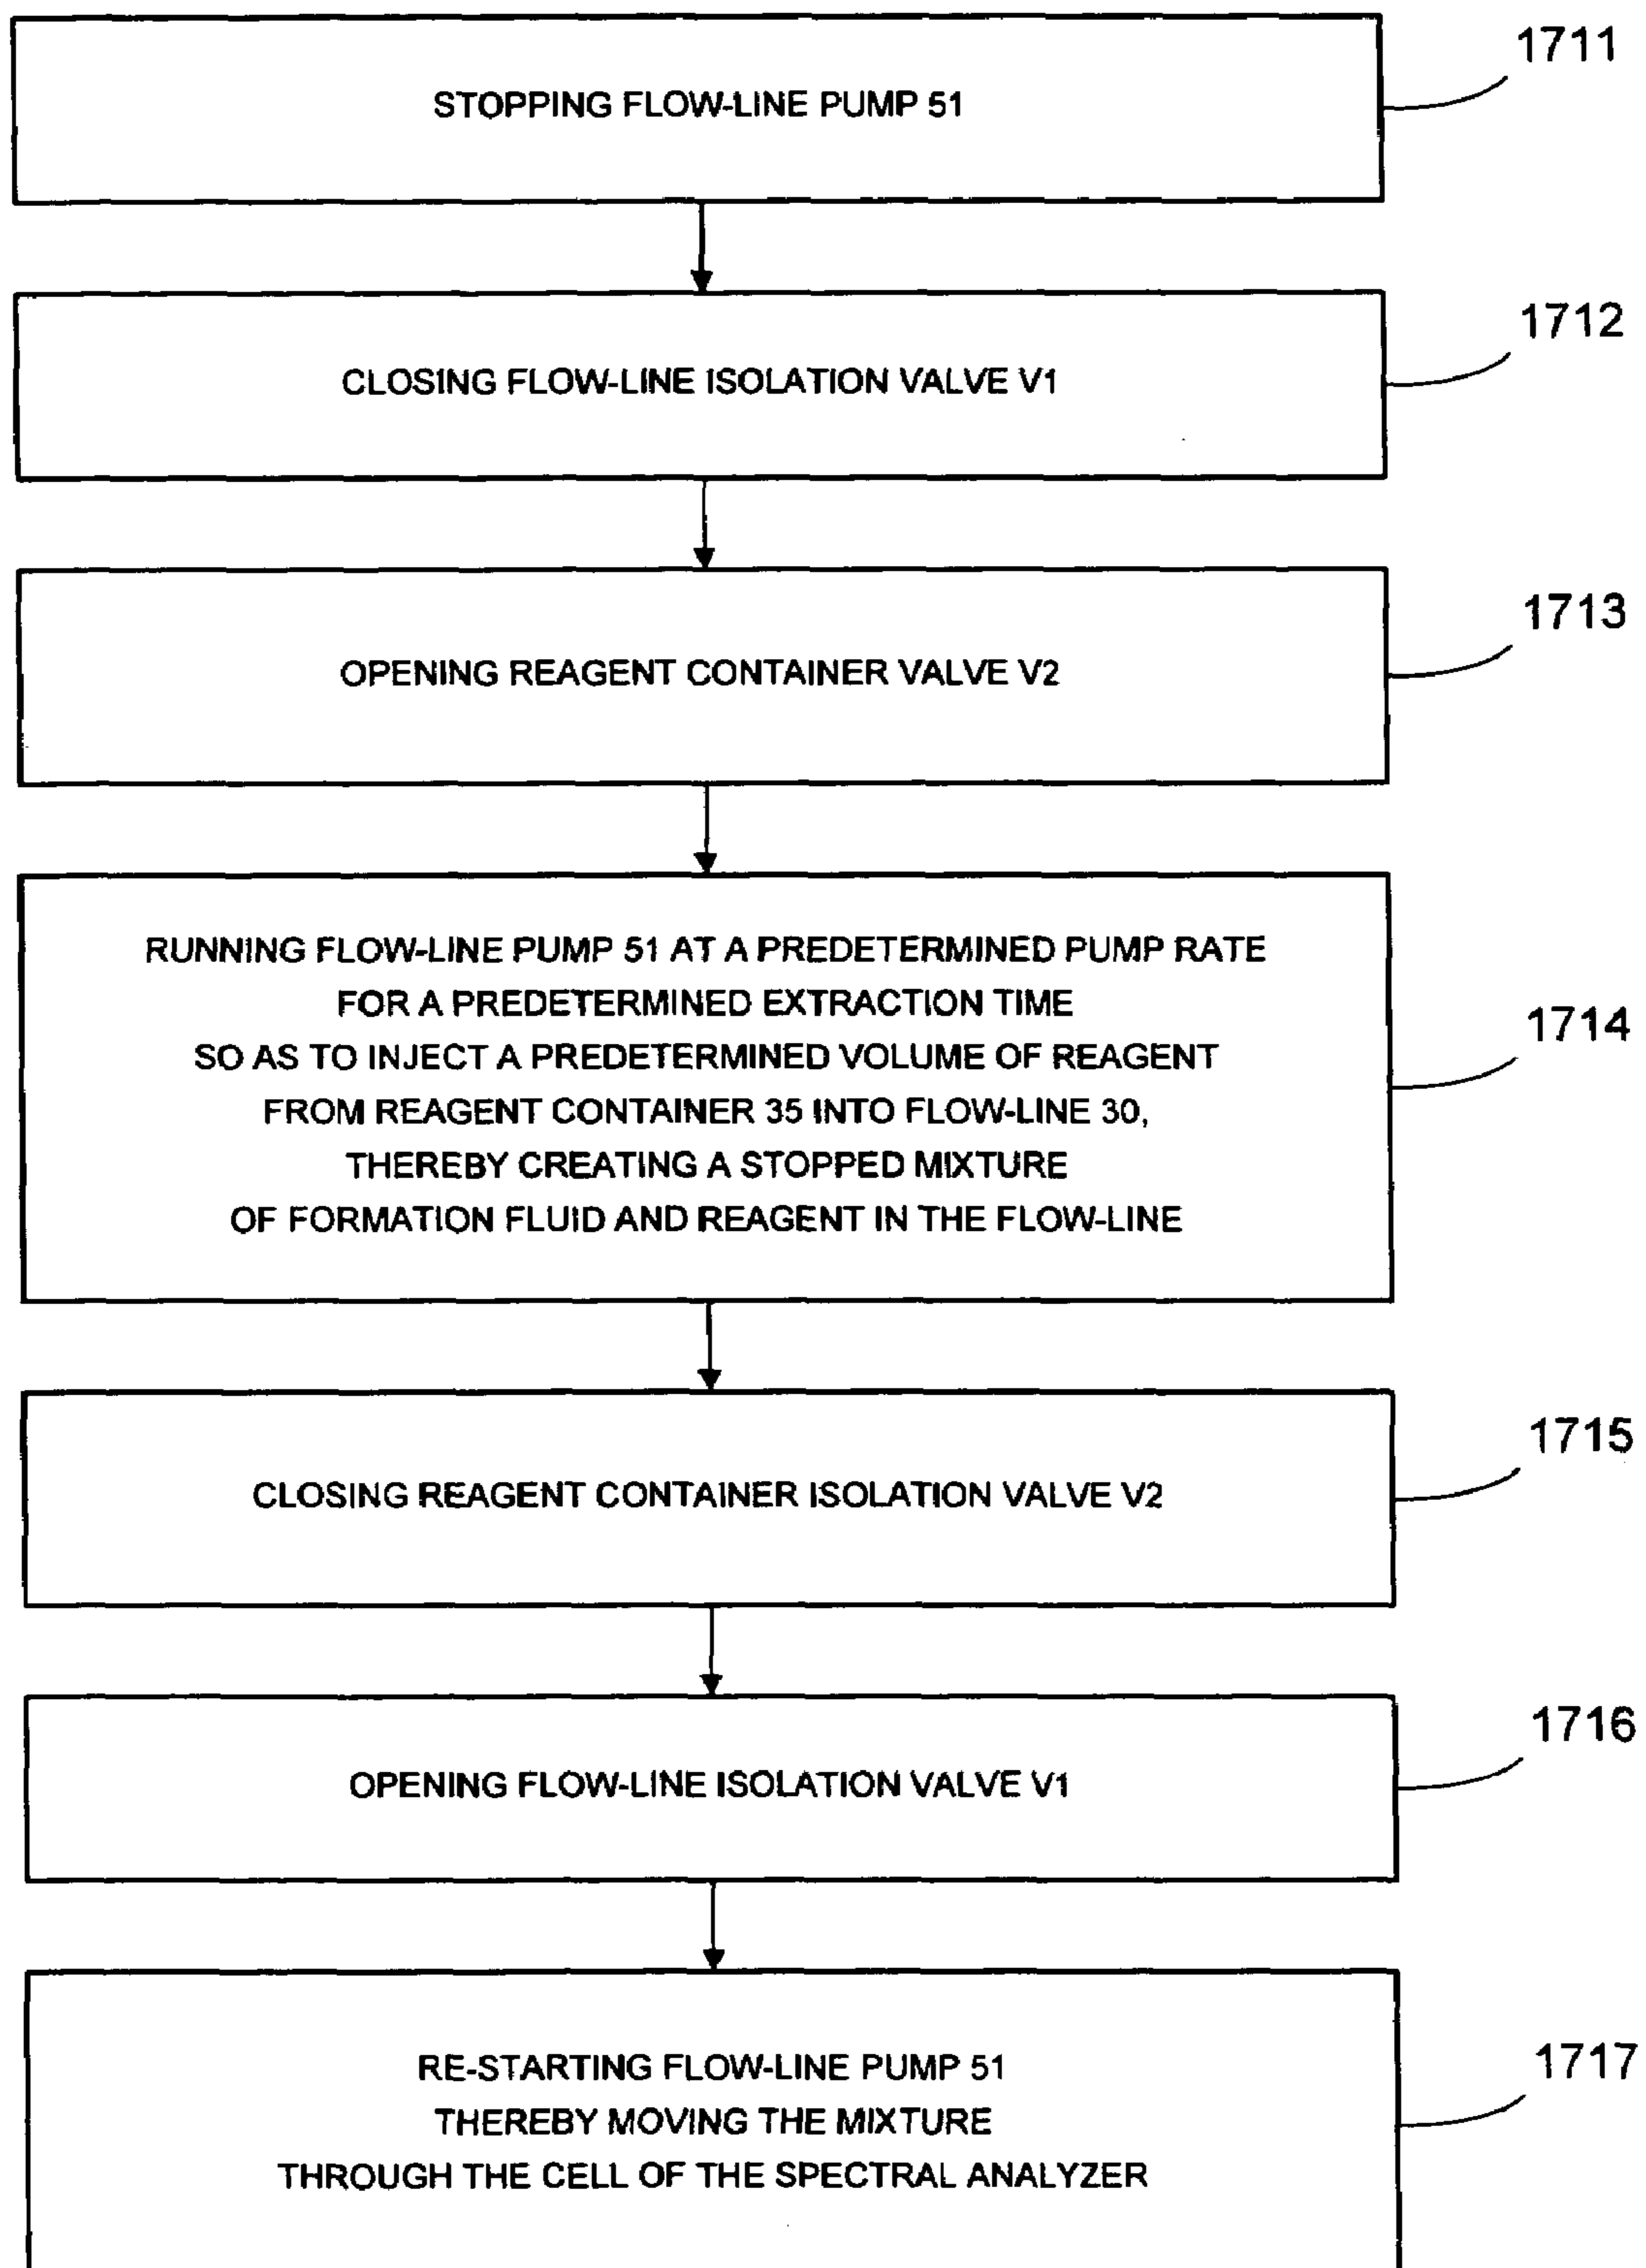 1711
STOPPING FLOW-LINE PUMP 51
1712
CLOSING FLOW-LINE ISOLATION VALVE V1
1713
OPENING REAGENT CONTAINER VALVE V2
RUNNING FLOW-LINE PUMP 51 AT A PREDETERMINED PUMP RATE
FOR A PREDETERMINED EXTRACTION TIME
SO AS TO INJECT A PREDETERMINED VOLUME OF REAGENT
FROM REAGENT CONTAINER 35 INTO FLOW-LINE 30,
THEREBY CREATING A STOPPED MIXTURE
OF FORMATION FLUID AND REAGENT IN THE FLOW-LINE
1714
1715
CLOSING REAGENT CONTAINER ISOLATION VALVE V2
1716
OPENING FLOW-LINE ISOLATION VALVE V1
1717
RE-STARTING FLOW-LINE PUMP 51
THEREBY MOVING THE MIXTURE
THROUGH THE CELL OF THE SPECTRAL ANALYZER